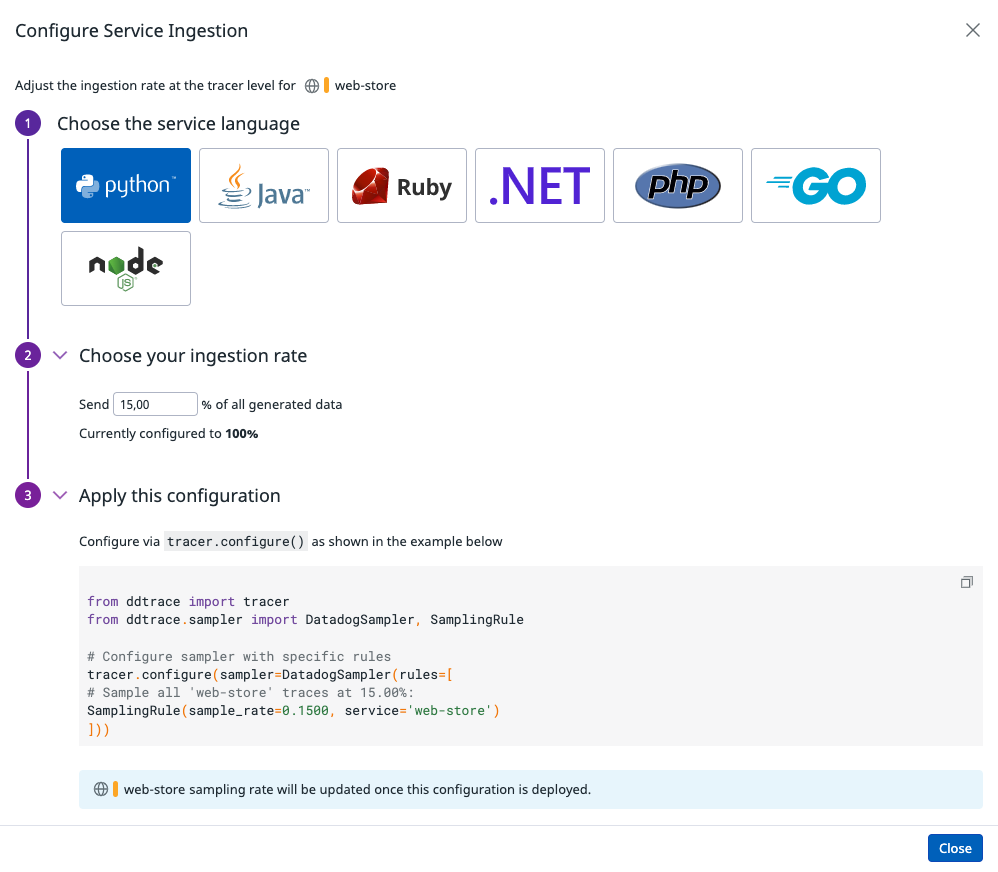 Configure Service Ingestion
Adjust the ingestion rate at the tracer level for web-store
1 Choose the service language
python™ Java™ Ruby .NET php GO
node
JS
2 Choose your ingestion rate
Send 15,00 % of all generated data
Currently configured to 100%
3 Apply this configuration
Configure via tracer.configure() as shown in the example below
from ddtrace import tracer
from ddtrace.sampler import DatadogSampler, SamplingRule
# Configure sampler with specific rules
tracer.configure(sampler=DatadogSampler(rules=[
# Sample all 'web-store' traces at 15.00%:
SamplingRule(sample_rate=0.1500, service='web-store')
]))
web-store sampling rate will be updated once this configuration is deployed.
Close